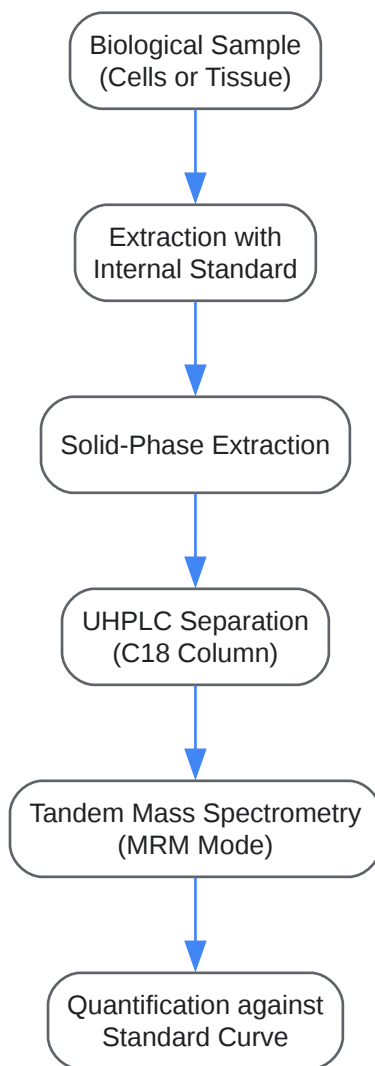 Biological Sample
(Cells or Tissue)
Extraction with
Internal Standard
Solid-Phase Extraction
UHPLC Separation
(C18 Column)
Tandem Mass Spectrometry
(MRM Mode)
Quantification against
Standard Curve